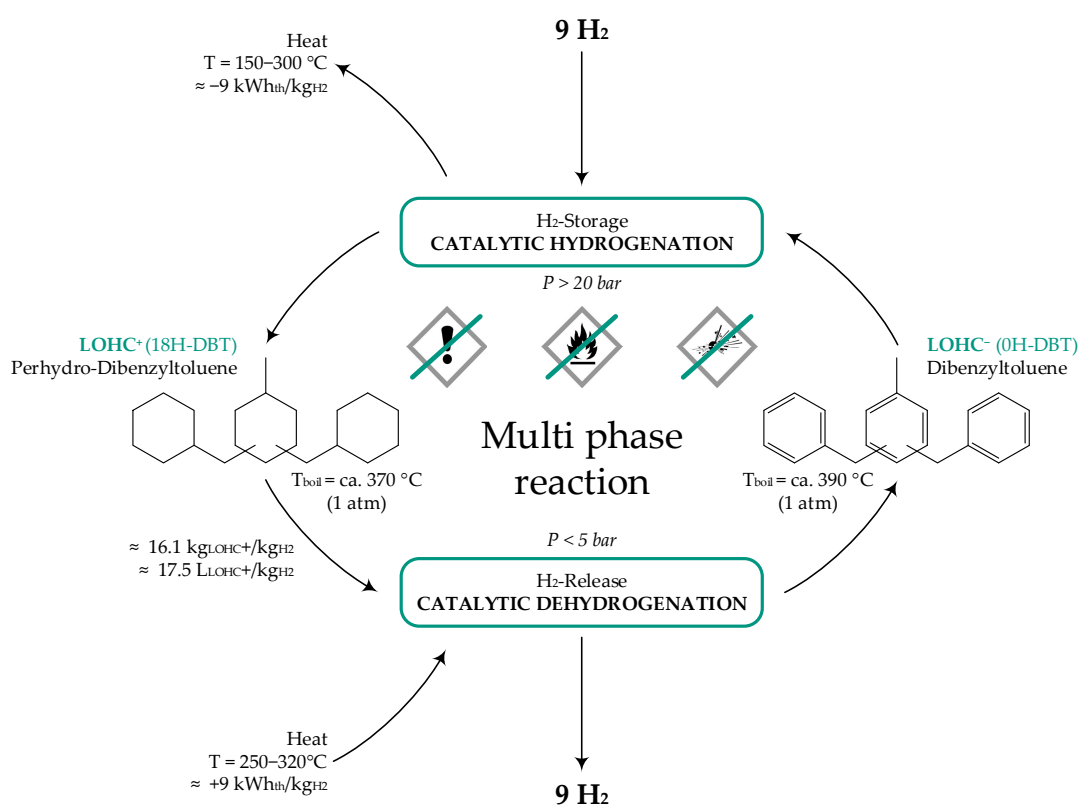 9 H₂
Heat
T = 150–300 °C
≈ −9 kWhth/kgH2
H₂-Storage
CATALYTIC HYDROGENATION
P > 20 bar
LOHC⁺ (18H-DBT)
Perhydro-Dibenzyltoluene
LOHC⁻ (0H-DBT)
Dibenzyltoluene
Multi phase
reaction
Tboil = ca. 370 °C
(1 atm)
Tboil = ca. 390 °C
(1 atm)
≈ 16.1 kgLOHC+/kgH2
≈ 17.5 LLOHC+/kgH2
P < 5 bar
H₂-Release
CATALYTIC DEHYDROGENATION
Heat
T = 250–320°C
≈ +9 kWhth/kgH2
9 H₂